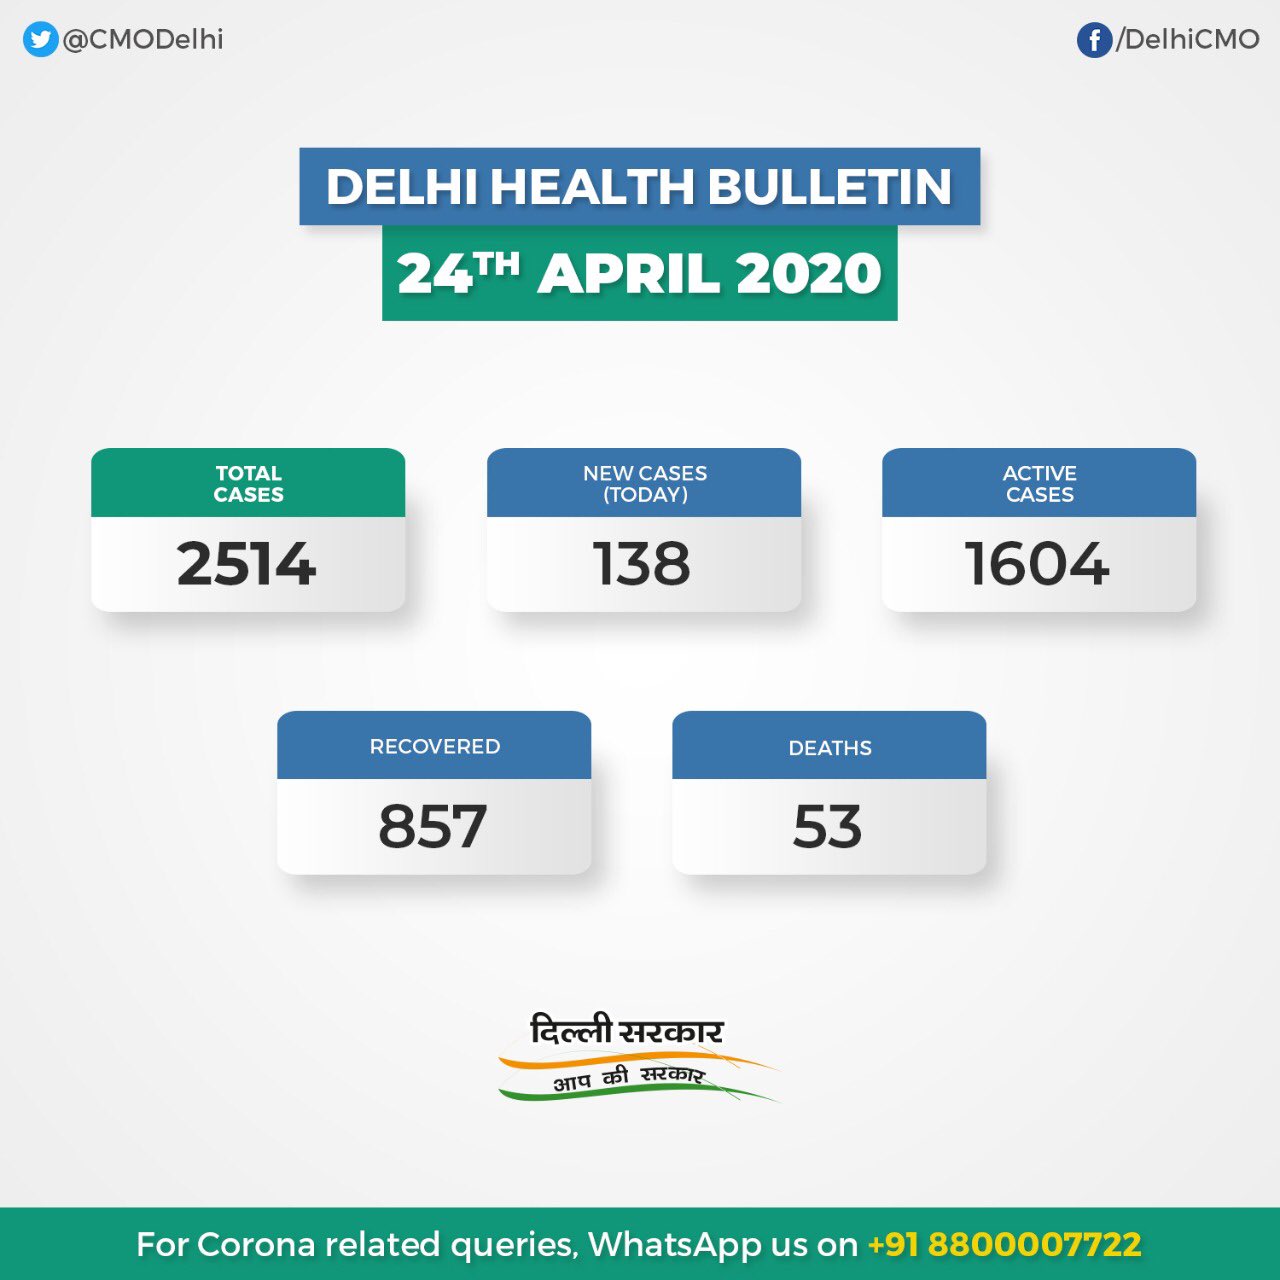 @CMODelhi
/DelhiCMO
DELHI HEALTH BULLETIN
24TH APRIL 2020
TOTAL
CASES
2514
NEW CASES
(TODAY)
138
ACTIVE
CASES
1604
RECOVERED
857
DEATHS
53
दिल्ली सरकार
आप की सरकार
For Corona related queries, WhatsApp us on +91 8800007722